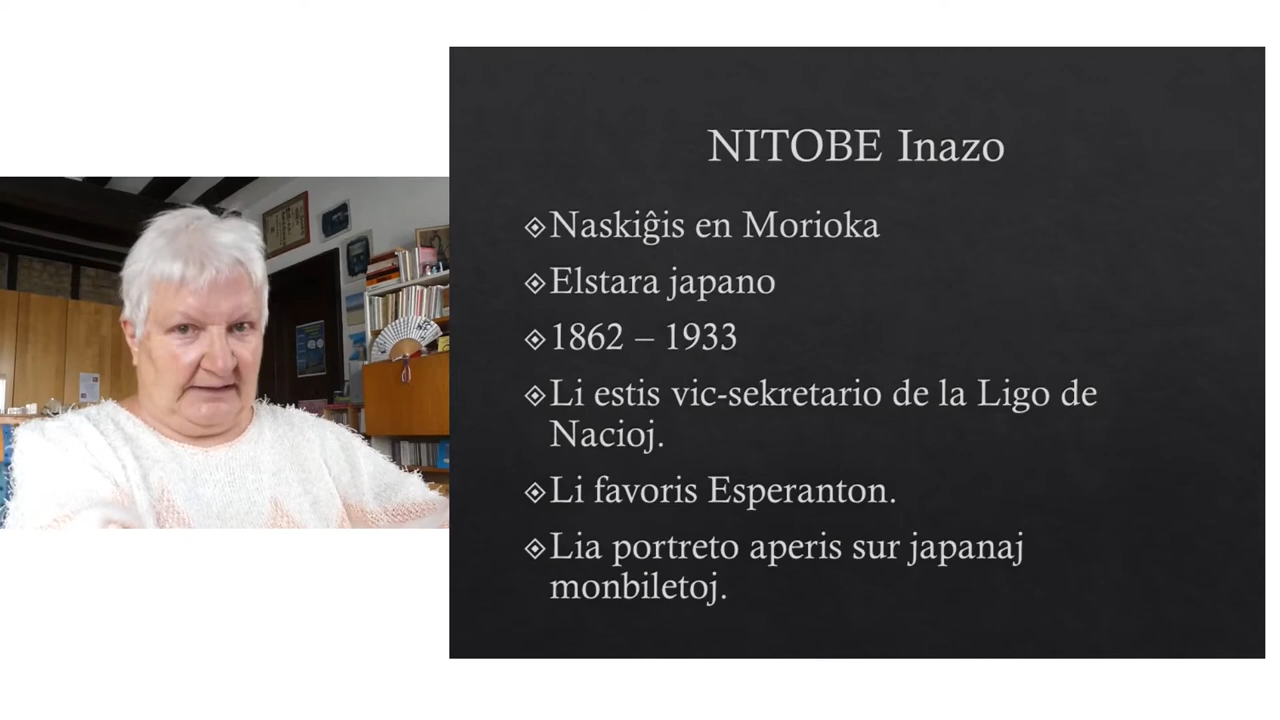 NITOBE Inazo
Naskiĝis en Morioka
Elstara japano
1862 – 1933
Li estis vic-sekretario de la Ligo de
Nacioj.
Li favoris Esperanton.
Lia portreto aperis sur japanaj
monbiletoj.